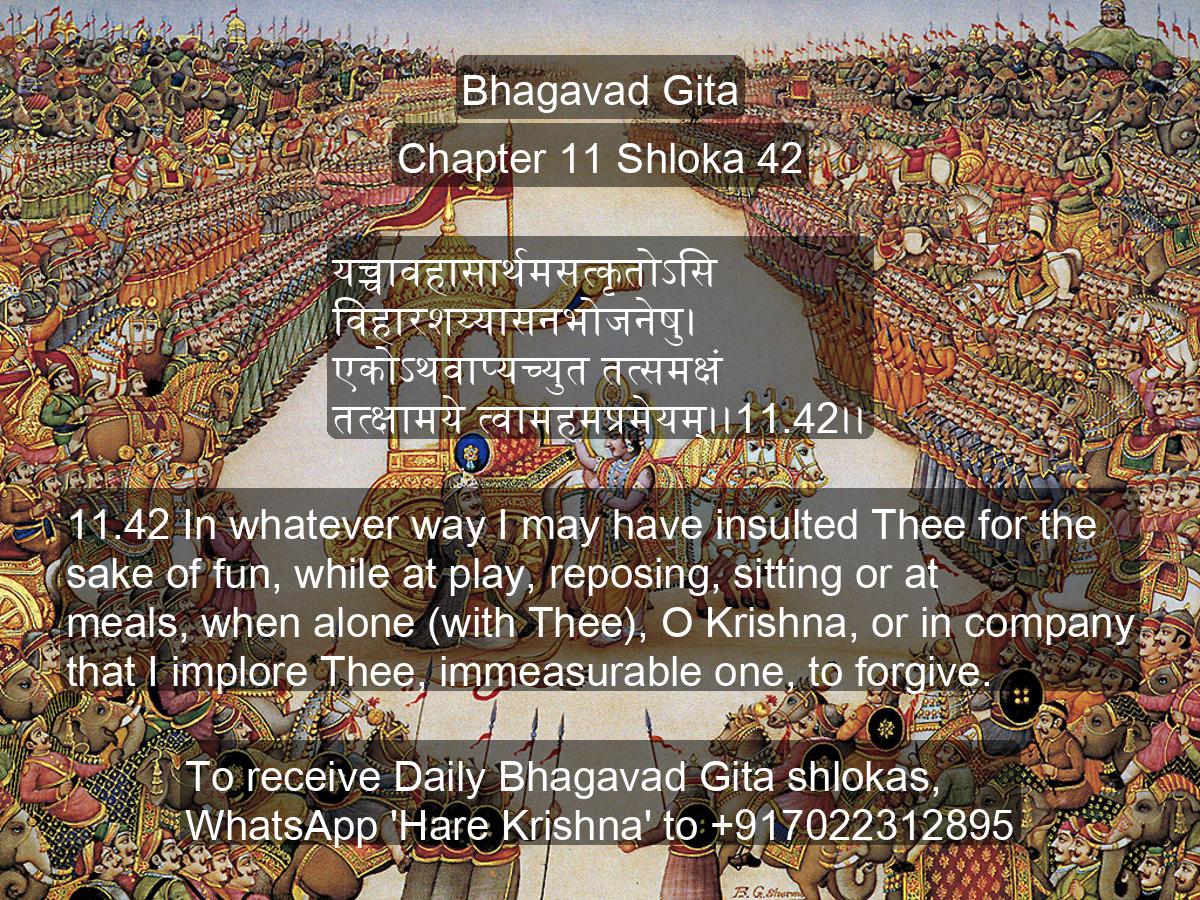 Bhagavad Gita
Chapter 11 Shloka 42
यच्चावहासार्थमसत्कृतोऽसि
विहारशय्यासनभोजनेषु।
एकोऽथवाप्यच्युत तत्समक्षं
तत्क्षामये त्वामहमप्रमेयम्।।11.42।।
11.42 In whatever way I may have insulted Thee for the
sake of fun, while at play, reposing, sitting or at
meals, when alone (with Thee), O Krishna, or in company
that I implore Thee, immeasurable one, to forgive.
To receive Daily Bhagavad Gita shlokas,
WhatsApp 'Hare Krishna' to +917022312895
B.G. Sharma